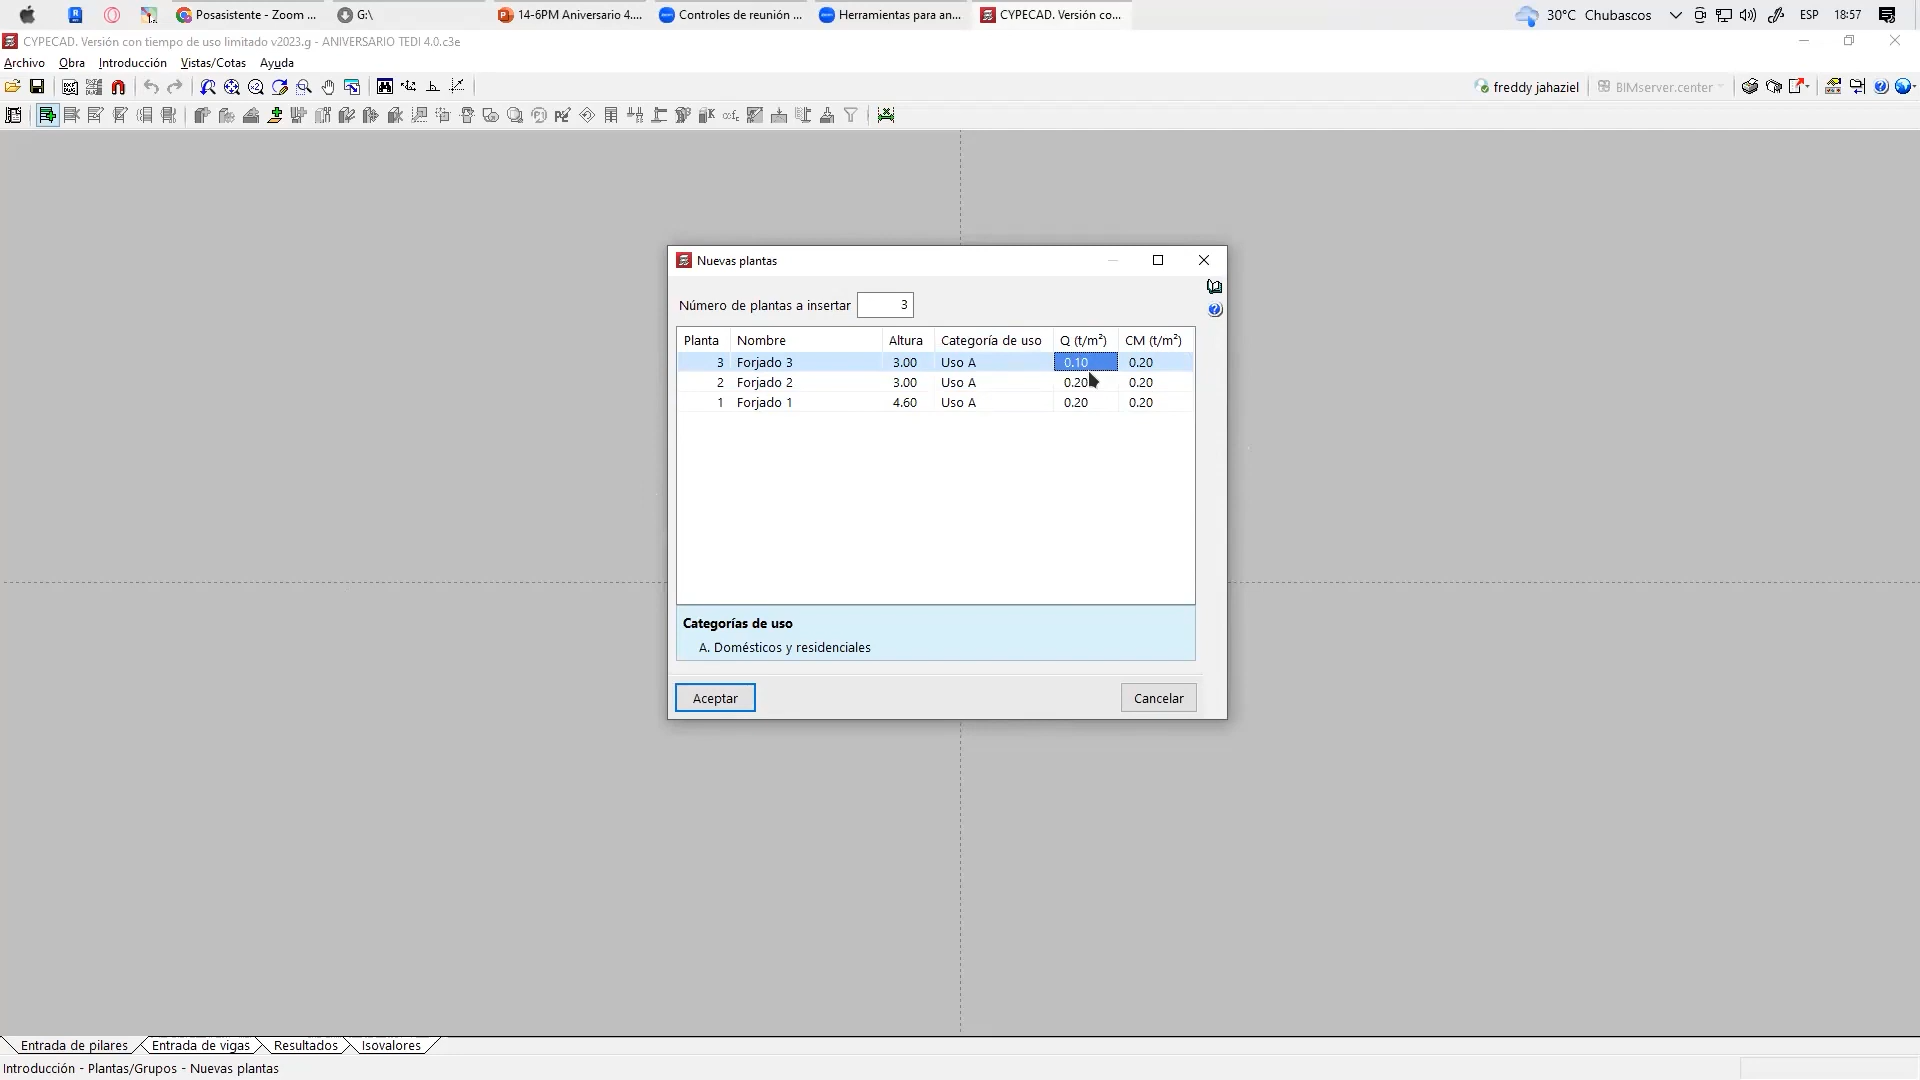 Posasistente - Zoom ...
G:\
14-6PM Aniversario 4....
Controles de reunión ...
Herramientas para an...
CYPECAD. Versión co...
30°C Chubascos
ESP
18:57
CYPECAD. Versión con tiempo de uso limitado v2023.g - ANIVERSARIO TEDI 4.0.c3e
Archivo Obra Introducción Vistas/Cotas Ayuda
freddy jahaziel
BIMserver.center
Nuevas plantas
Número de plantas a insertar 3
Planta Nombre Altura Categoría de uso Q (t/m²) CM (t/m²)
3 Forjado 3 3.00 Uso A 0.10 0.20
2 Forjado 2 3.00 Uso A 0.20 0.20
1 Forjado 1 4.60 Uso A 0.20 0.20
Categorías de uso
A. Domésticos y residenciales
Aceptar Cancelar
Entrada de pilares Entrada de vigas Resultados Isovalores
Introducción - Plantas/Grupos - Nuevas plantas